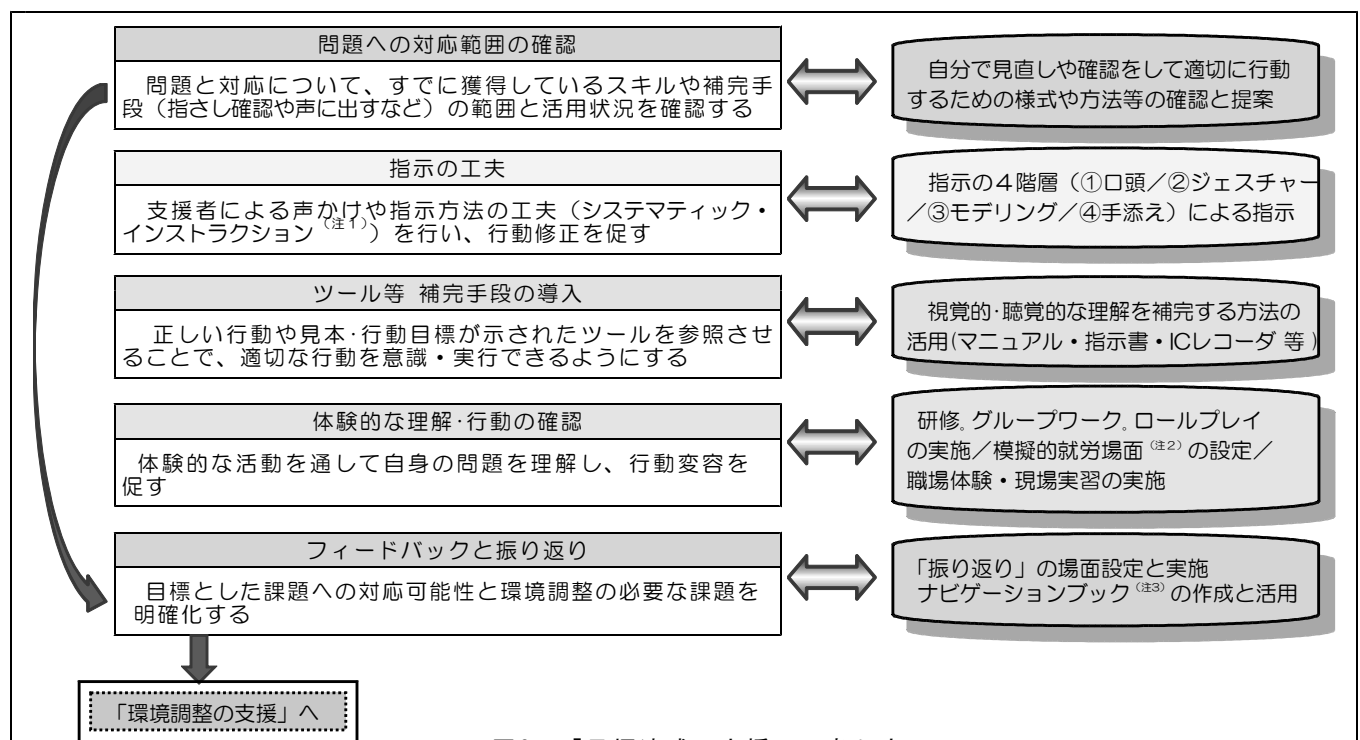 問題への対応範囲の確認
問題と対応について、すでに獲得しているスキルや補完手
段（指さし確認や声に出すなど）の範囲と活用状況を確認する
自分で見直しや確認をして適切に行動
するための様式や方法等の確認と提案
指示の工夫
支援者による声かけや指示方法の工夫（システマティック・
インストラクション（注１））を行い、行動修正を促す
指示の４階層（①口頭／②ジェスチャー
／③モデリング／④手添え）による指示
ツール等 補完手段の導入
正しい行動や見本・行動目標が示されたツールを参照させ
ることで、適切な行動を意識・実行できるようにする
視覚的・聴覚的な理解を補完する方法の
活用(マニュアル・指示書・ICレコーダ 等 )
体験的な理解・行動の確認
体験的な活動を通して自身の問題を理解し、行動変容を
促す
研修。グループワーク。ロールプレイ
の実施／模擬的就労場面（注2）の設定／
職場体験・現場実習の実施
フィードバックと振り返り
目標とした課題への対応可能性と環境調整の必要な課題を
明確化する
「振り返り」の場面設定と実施
ナビゲーションブック（注3）の作成と活用
「環境調整の支援」へ